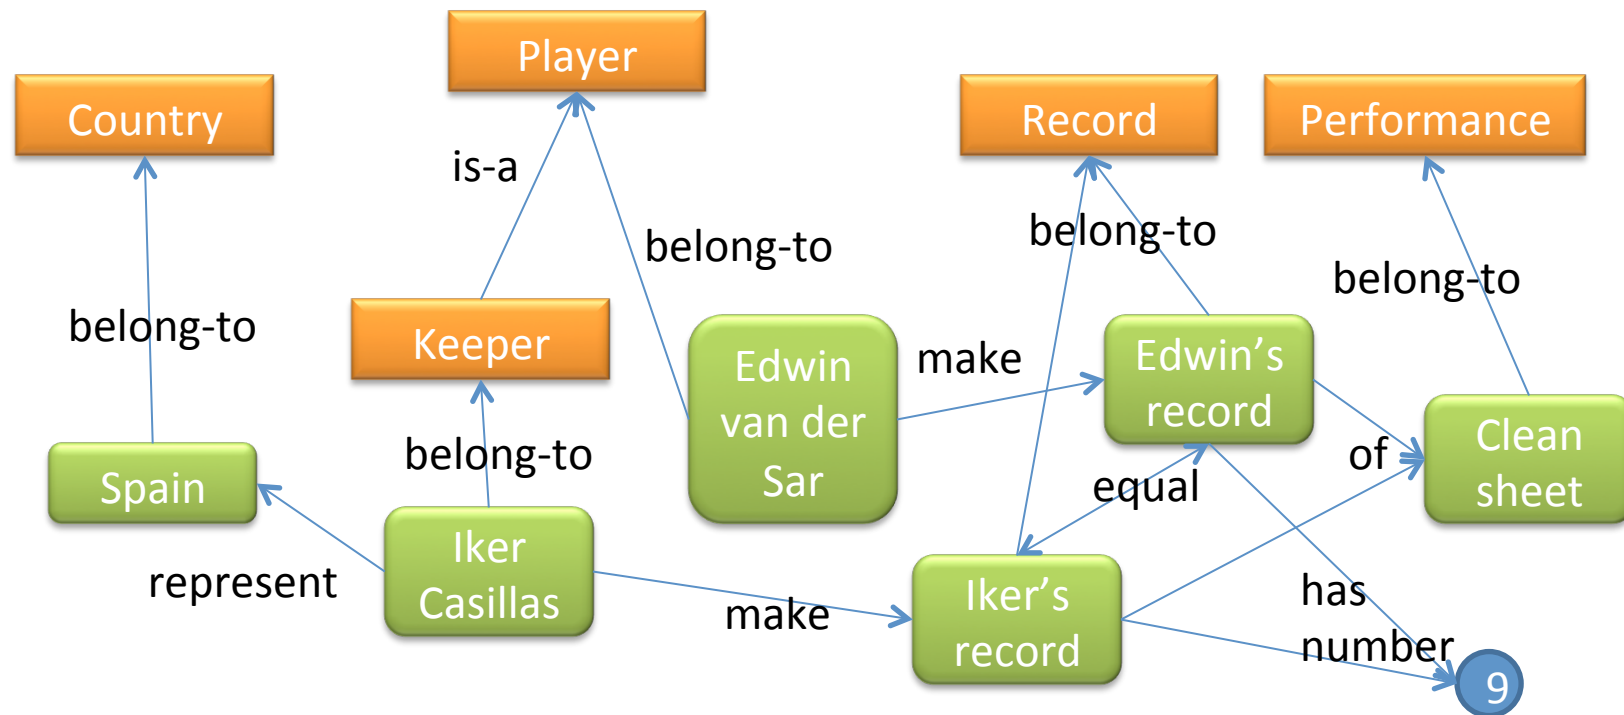 Player
Country
Record
Performance
is-a
belong-to
belong-to
belong-to
belong-to
Keeper
Edwin
van der
Sar
make
Edwin’s
record
Clean
sheet
of
Spain
belong-to
equal
Iker
Casillas
represent
make
Iker’s
record
has
number
9